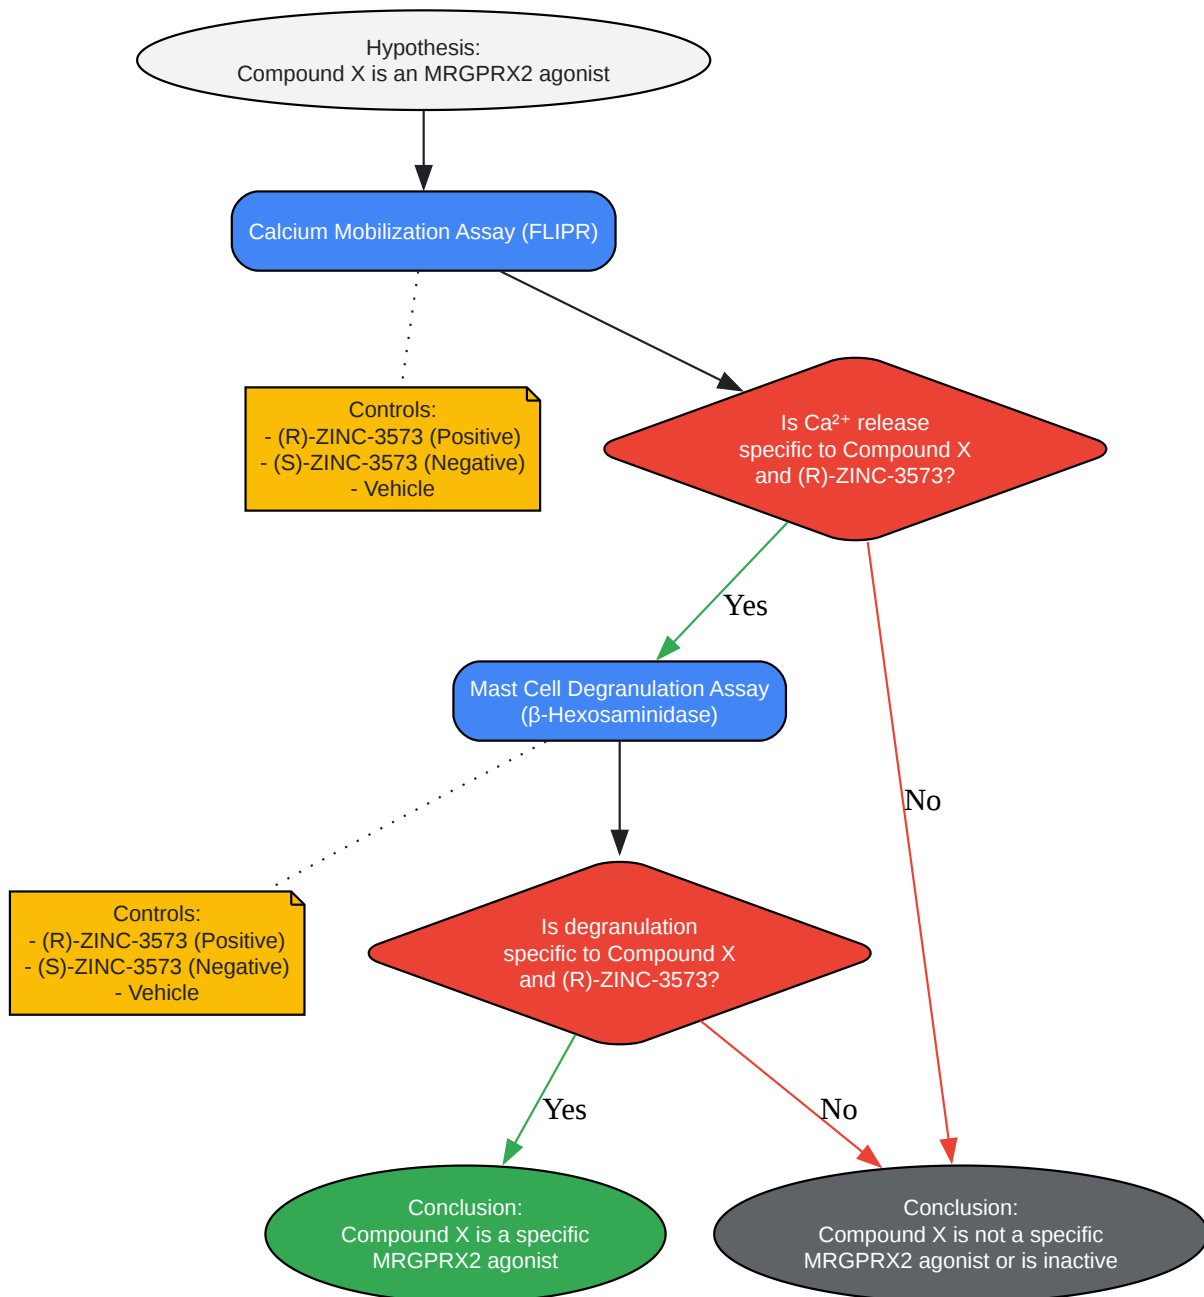 Hypothesis:
Compound X is an MRGPRX2 agonist
Calcium Mobilization Assay (FLIPR)
Controls:
- (R)-ZINC-3573 (Positive)
- (S)-ZINC-3573 (Negative)
- Vehicle
Is Ca²⁺ release
specific to Compound X
and (R)-ZINC-3573?
Yes
Mast Cell Degranulation Assay
(β-Hexosaminidase)
No
Controls:
- (R)-ZINC-3573 (Positive)
- (S)-ZINC-3573 (Negative)
- Vehicle
Is degranulation
specific to Compound X
and (R)-ZINC-3573?
Yes
No
Conclusion:
Compound X is a specific
MRGPRX2 agonist
Conclusion:
Compound X is not a specific
MRGPRX2 agonist or is inactive